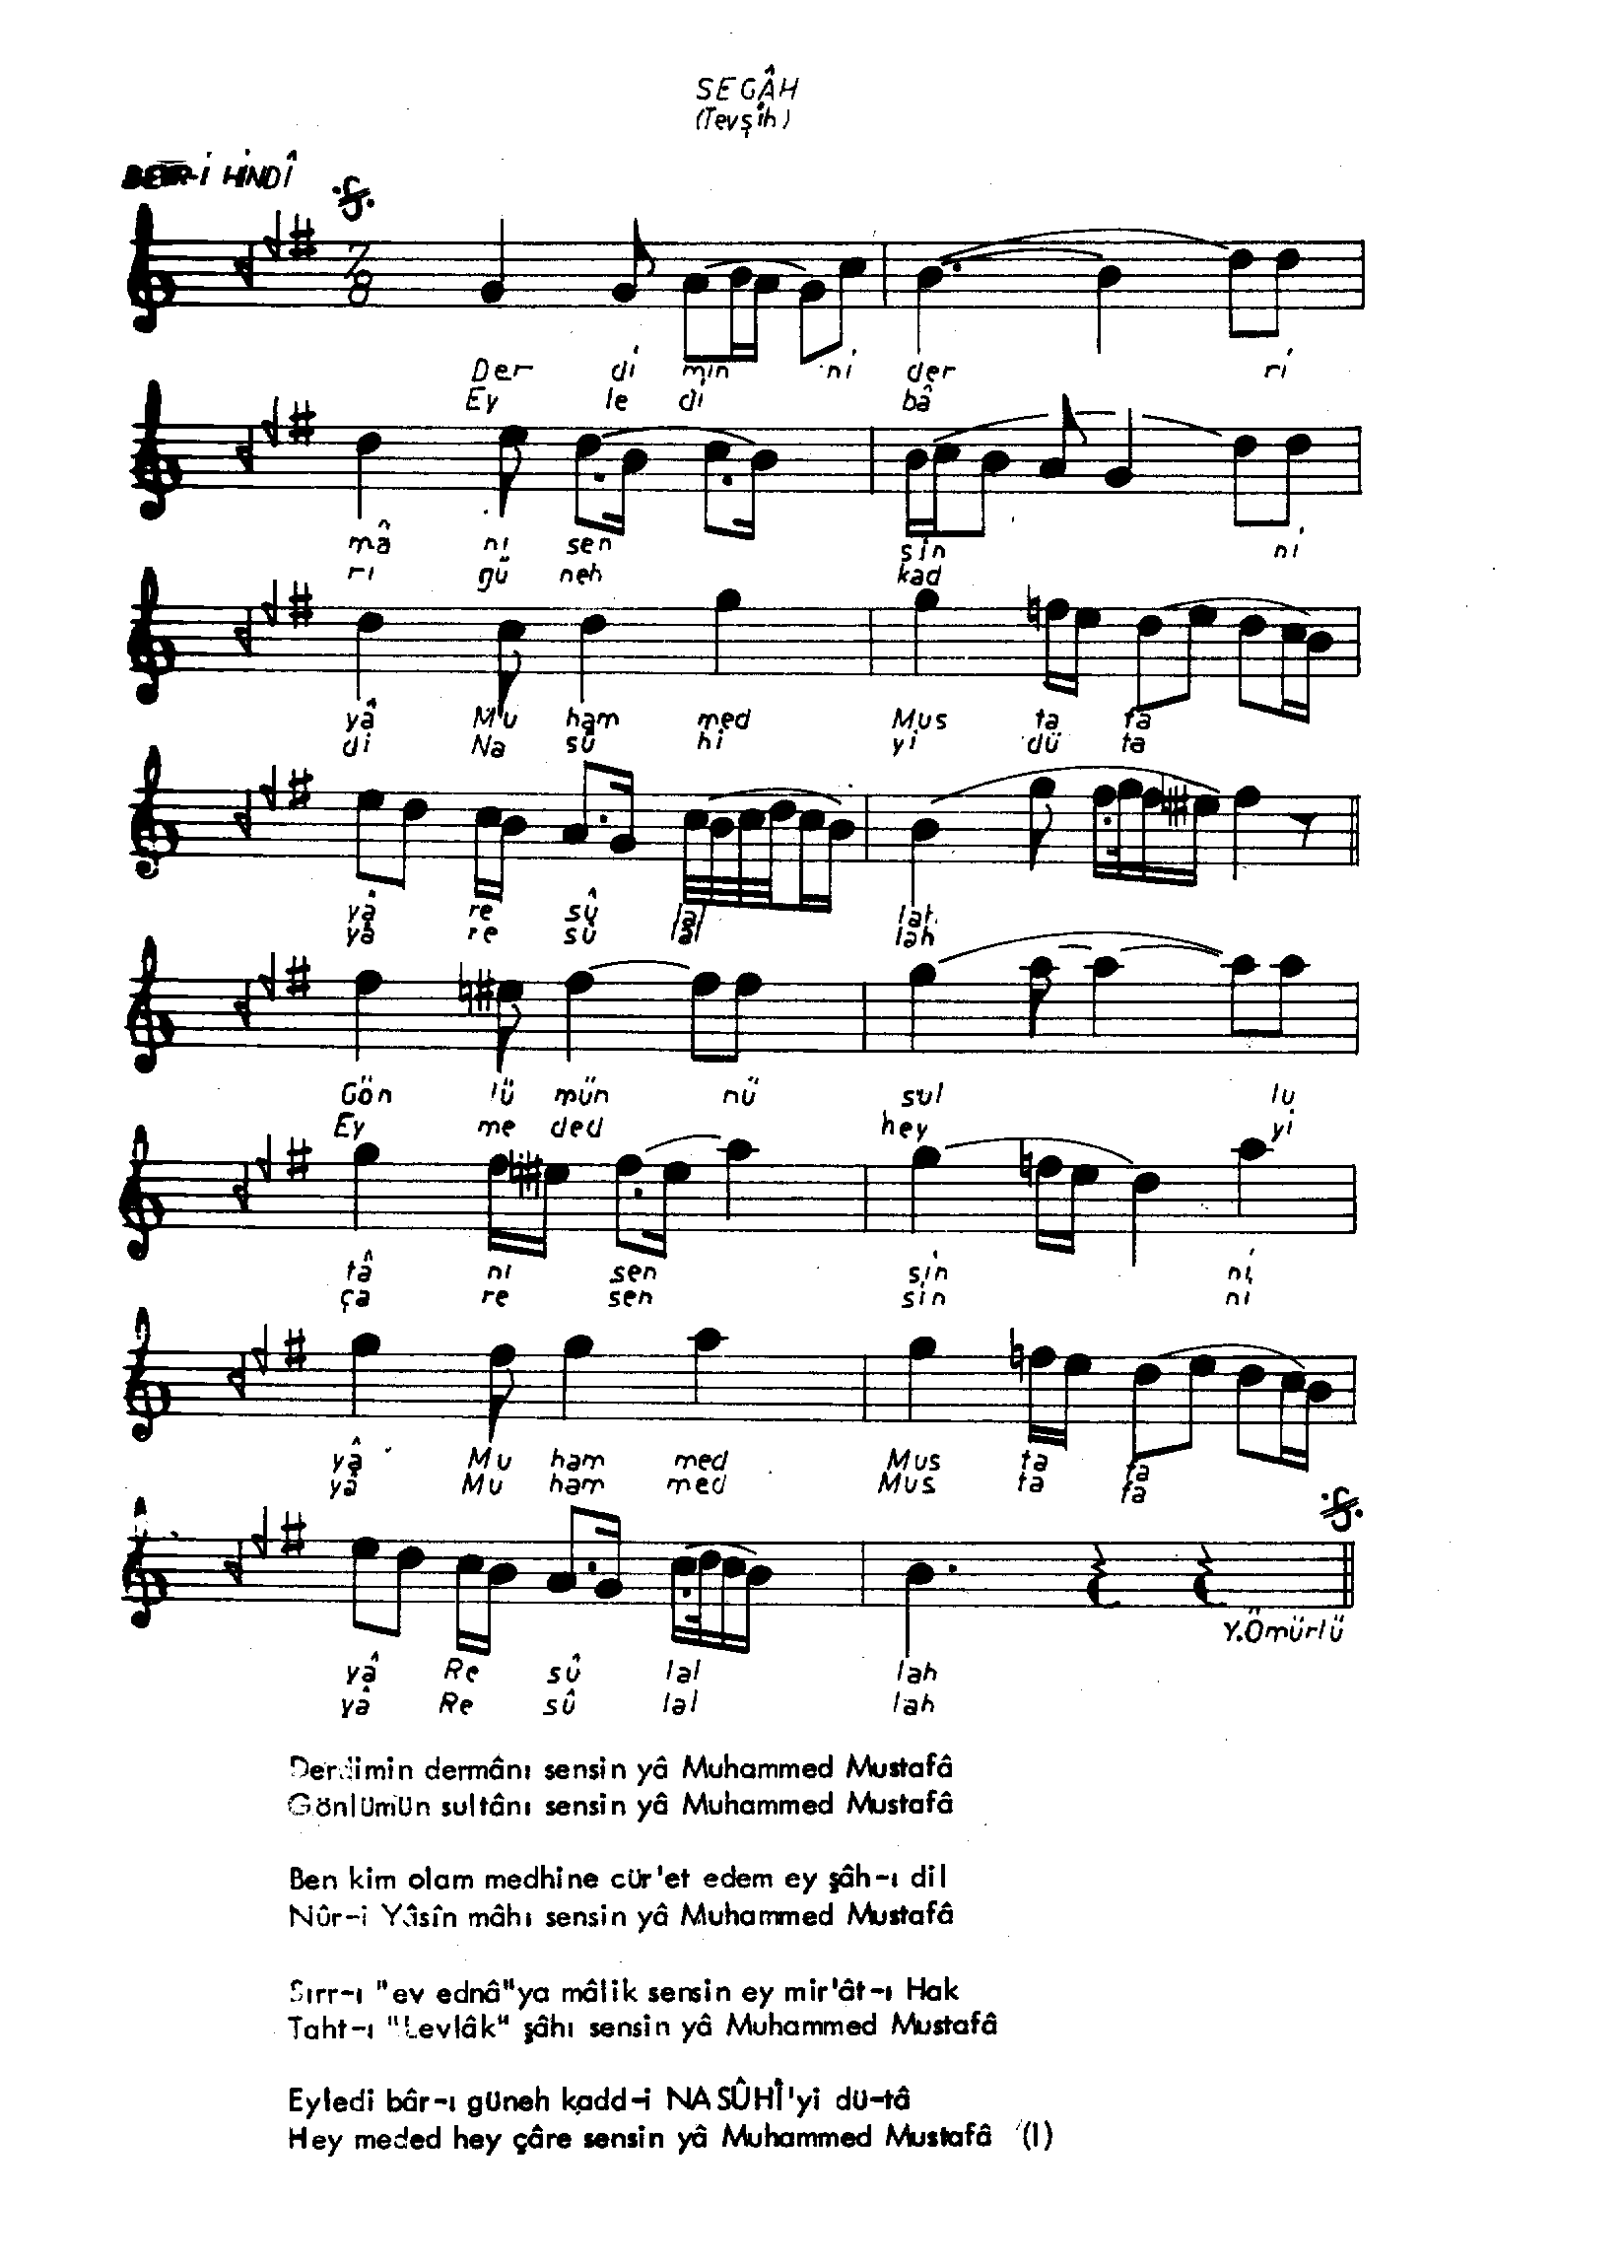 SEGÂH
(Tevşîh)
DEVR-İ HİNDÎ
7
8
Der di min ni der ri
Ey le di bâ
mâ nı sen sin ni
rı gü neh kad
yâ Mu ham med Mus ta fa
di Na sû hi yi dü ta
yâ re sû lal lah
yâ re sû lal lah
Gön lü mün nü sul lu
Ey me ded hey yi
tâ nı sen sin ni
ça re sen sin ni
yâ Mu ham med Mus ta fa
yâ Mu ham med Mus ta fa
Y.Ömürlü
yâ Re sû lal lah
yâ Re sû lal lah
Derdimin dermânı sensin yâ Muhammed Mustafâ
Gönlümün sultânı sensin yâ Muhammed Mustafâ
Ben kim olam medhine cür'et edem ey şâh-ı dil
Nûr-i Yâsîn mâhı sensin yâ Muhammed Mustafâ
Sırr-ı "ev ednâ"ya mâlik sensin ey mir'ât-ı Hak
Taht-ı "Levlâk" şâhı sensin yâ Muhammed Mustafâ
Eyledi bâr-ı güneh kadd-i NASÛHÎ'yi dü-tâ
Hey meded hey çâre sensin yâ Muhammed Mustafâ (I)